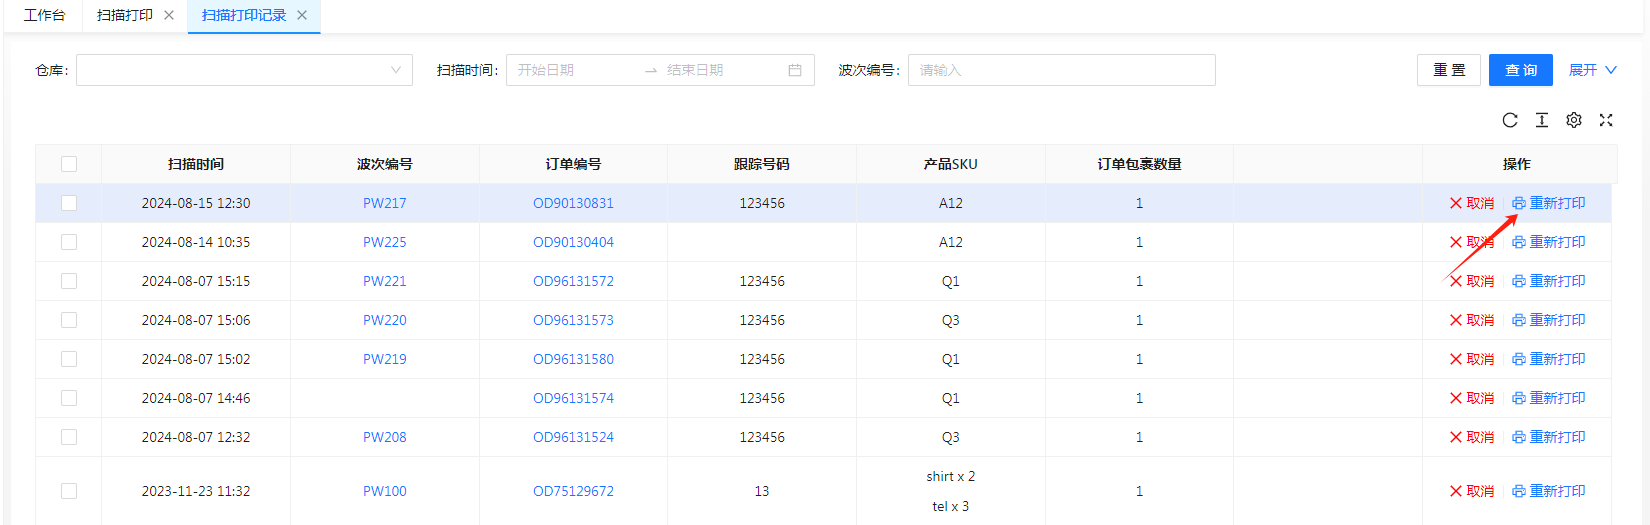 工作台 扫描打印 扫描打印记录
仓库: 扫描时间: 开始日期 结束日期 波次编号: 请输入 重 置 查 询 展开
扫描时间 波次编号 订单编号 跟踪号码 产品SKU 订单包裹数量 操作
2024-08-15 12:30 PW217 OD90130831 123456 A12 1 取消 重新打印
2024-08-14 10:35 PW225 OD90130404 A12 1 取消 重新打印
2024-08-07 15:15 PW221 OD96131572 123456 Q1 1 取消 重新打印
2024-08-07 15:06 PW220 OD96131573 123456 Q3 1 取消 重新打印
2024-08-07 15:02 PW219 OD96131580 123456 Q1 1 取消 重新打印
2024-08-07 14:46 OD96131574 123456 Q1 1 取消 重新打印
2024-08-07 12:32 PW208 OD96131524 123456 Q3 1 取消 重新打印
2023-11-23 11:32 PW100 OD75129672 13 shirt x 2 1 取消 重新打印
tel x 3